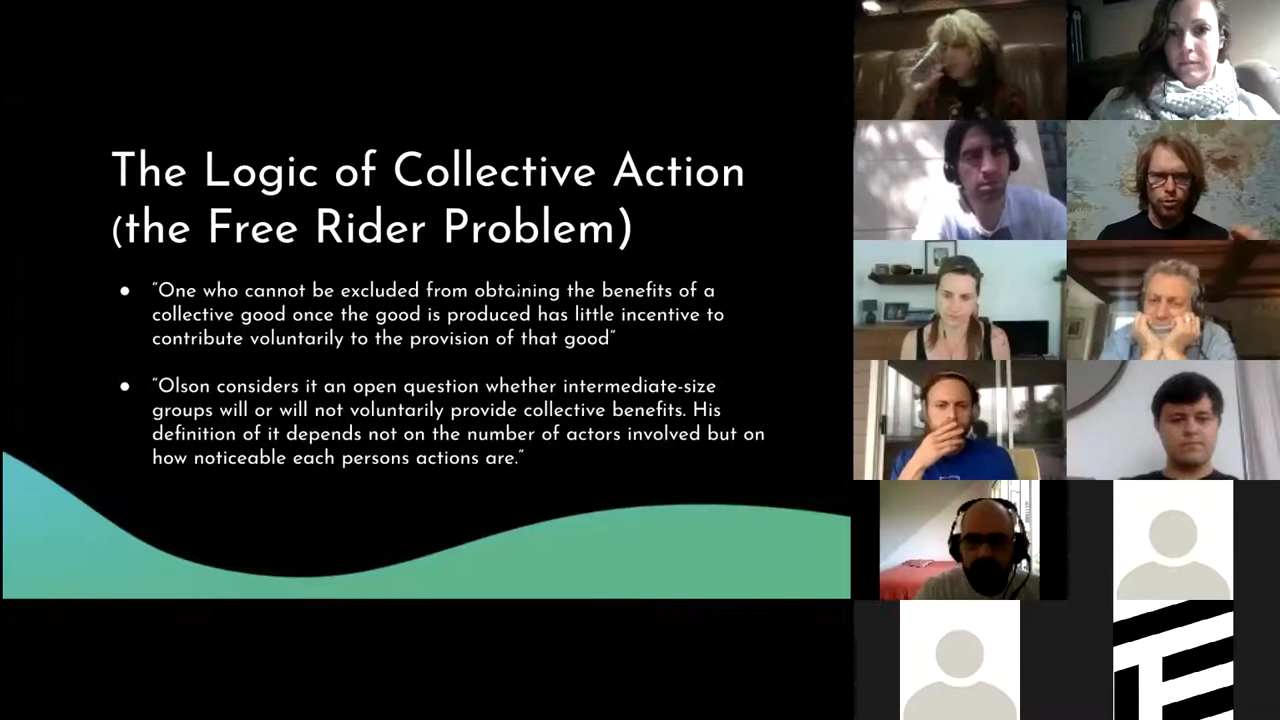 The Logic of Collective Action
(the Free Rider Problem)
● “One who cannot be excluded from obtaining the benefits of a
collective good once the good is produced has little incentive to
contribute voluntarily to the provision of that good”
● “Olson considers it an open question whether intermediate-size
groups will or will not voluntarily provide collective benefits. His
definition of it depends not on the number of actors involved but on
how noticeable each persons actions are.”